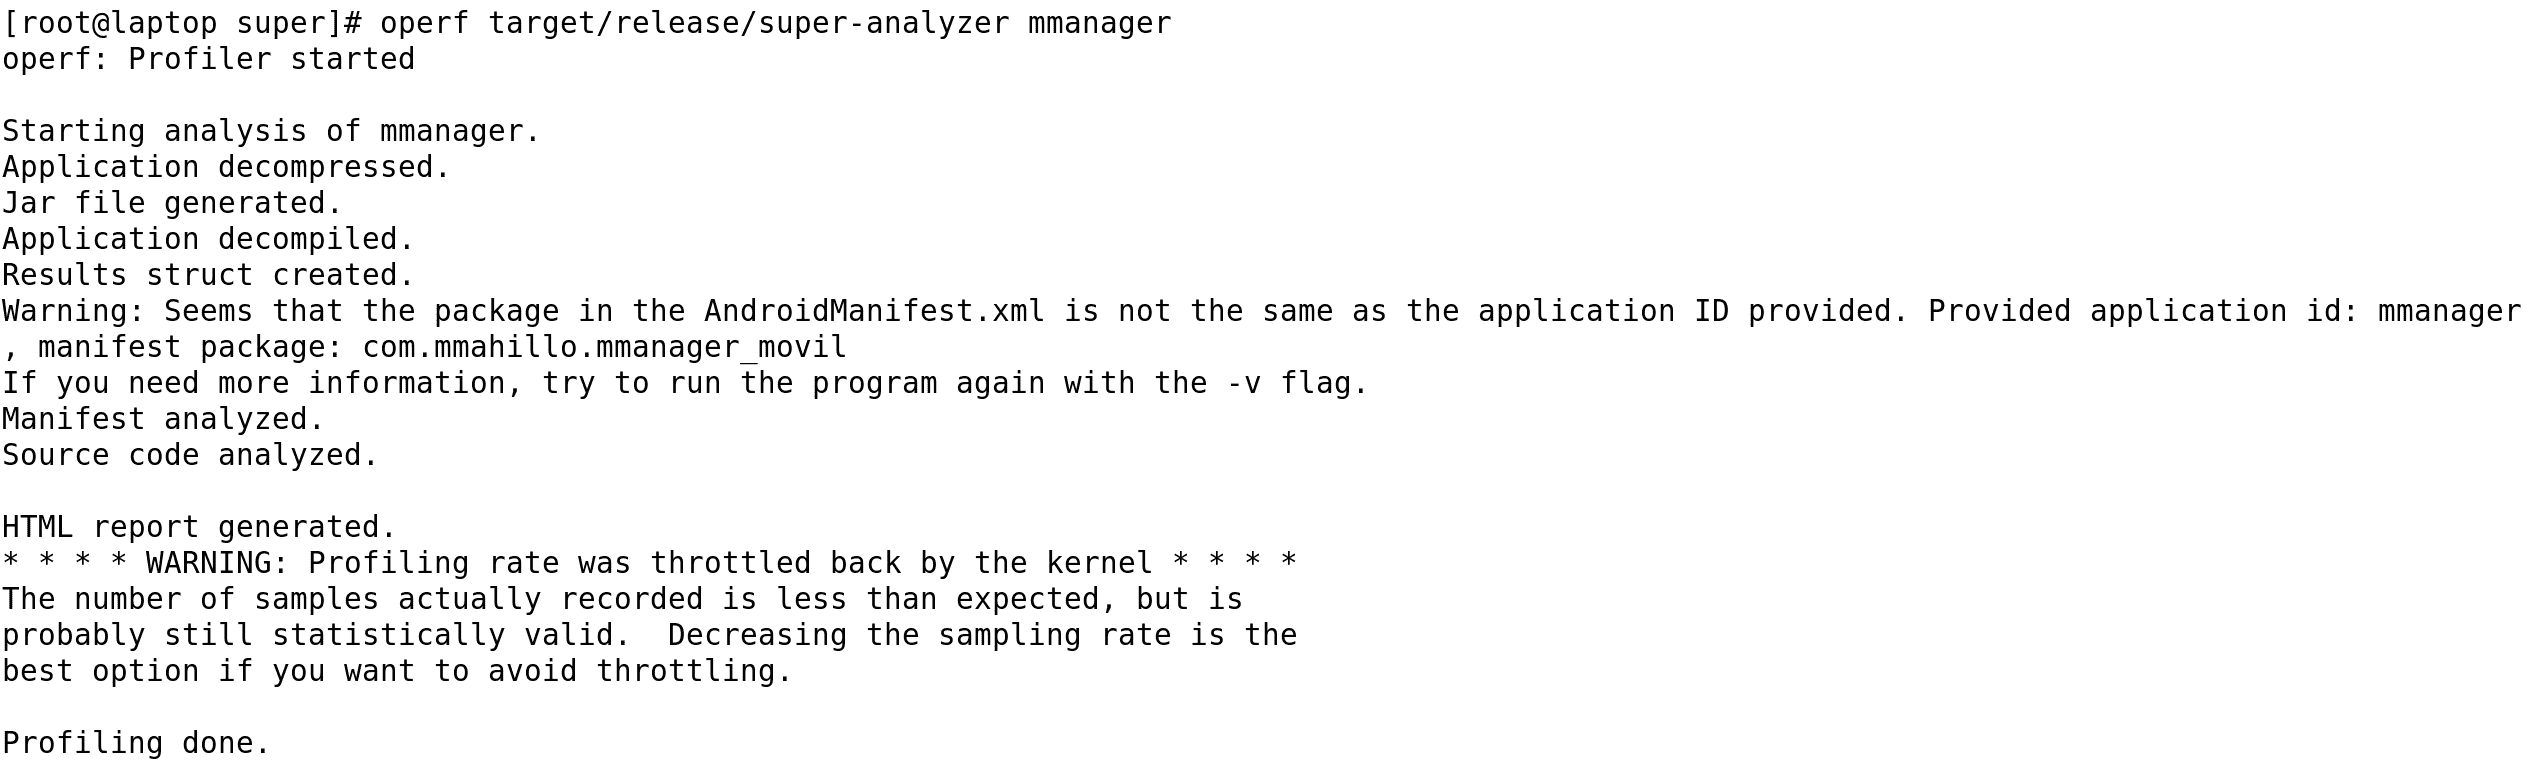 [root@laptop super]# operf target/release/super-analyzer mmanager
operf: Profiler started
Starting analysis of mmanager.
Application decompressed.
Jar file generated.
Application decompiled.
Results struct created.
Warning: Seems that the package in the AndroidManifest.xml is not the same as the application ID provided. Provided application id: mmanager
, manifest package: com.mmahillo.mmanager_movil
If you need more information, try to run the program again with the -v flag.
Manifest analyzed.
Source code analyzed.
HTML report generated.
* * * * WARNING: Profiling rate was throttled back by the kernel * * * *
The number of samples actually recorded is less than expected, but is
probably still statistically valid.  Decreasing the sampling rate is the
best option if you want to avoid throttling.
Profiling done.